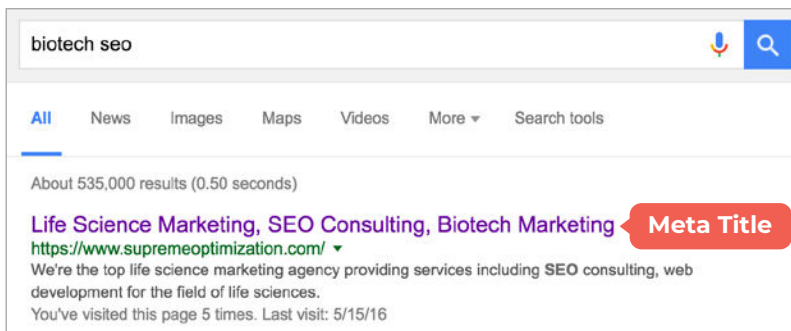 biotech seo
All News Images Maps Videos More Search tools
About 535,000 results (0.50 seconds)
Life Science Marketing, SEO Consulting, Biotech Marketing
Meta Title
https://www.supremeoptimization.com/
We're the top life science marketing agency providing services including SEO consulting, web
development for the field of life sciences.
You've visited this page 5 times. Last visit: 5/15/16